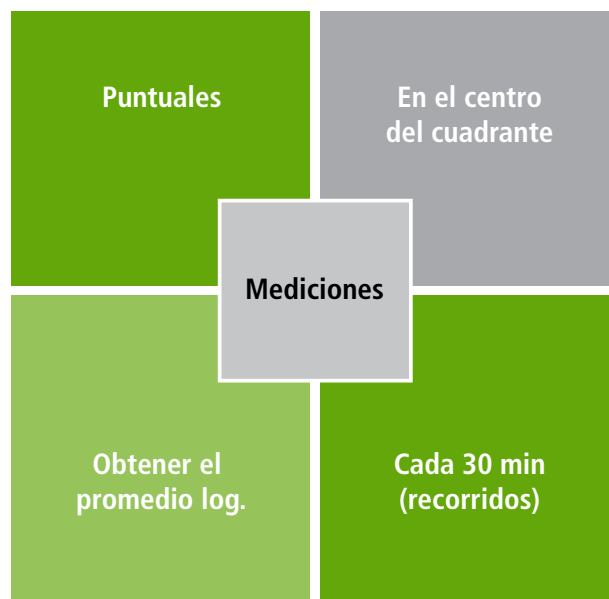 Puntuales
En el centro
del cuadrante
Mediciones
Obtener el
promedio log.
Cada 30 min
(recorridos)